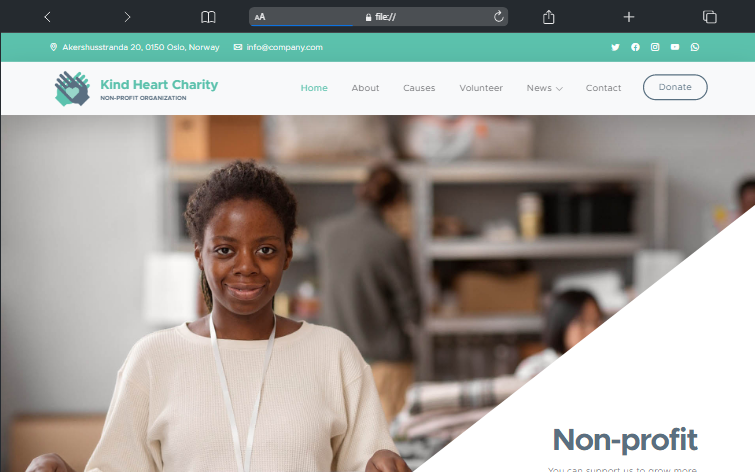 AA file://
Akershusstranda 20, 0150 Oslo, Norway info@company.com
Kind Heart Charity
NON-PROFIT ORGANIZATION
Home About Causes Volunteer News Contact Donate
Non-profit
You can support us to grow more